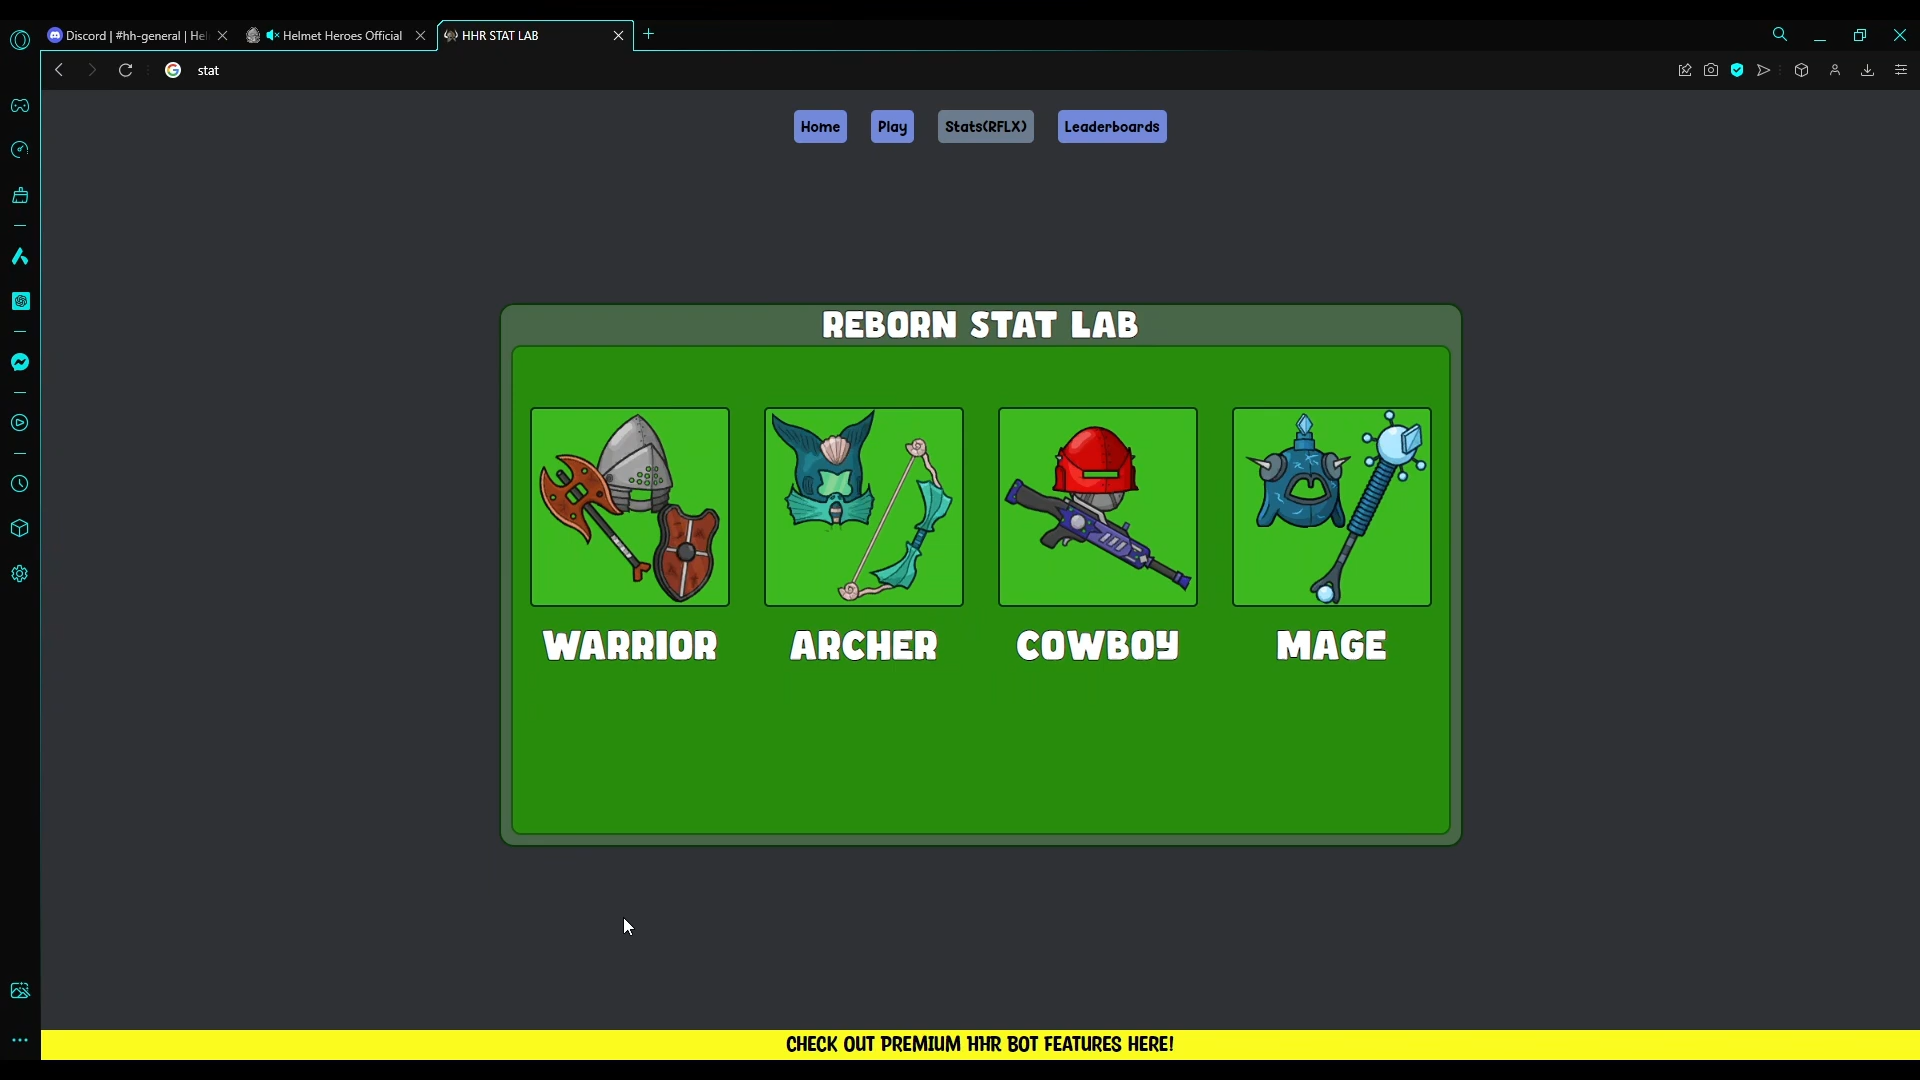 Discord | #hh-general | Hel
Helmet Heroes Official
HHR STAT LAB
stat
Home
Play
Stats(RFLX)
Leaderboards
REBORN STAT LAB
WARRIOR
ARCHER
COWBOY
MAGE
CHECK OUT PREMIUM HHR BOT FEATURES HERE!